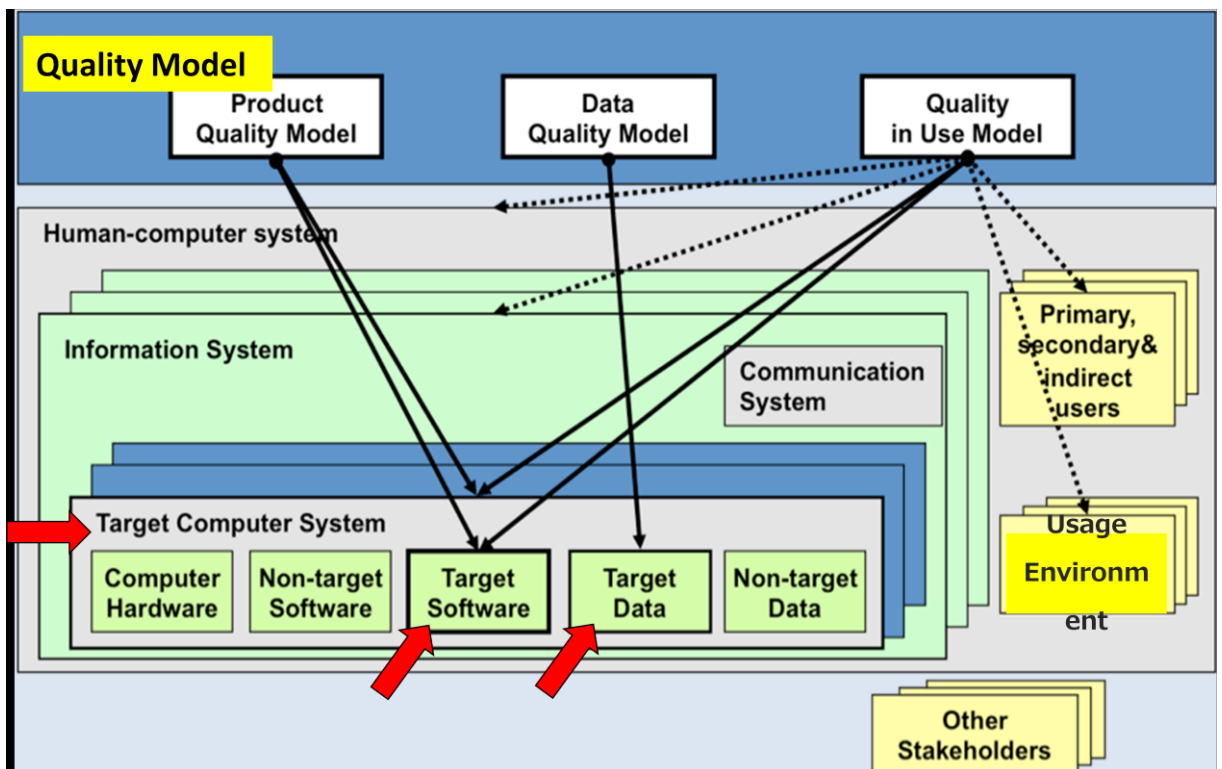 Quality Model
Product
Quality Model
Data
Quality Model
Quality
in Use Model
Human-computer system
Information System
Communication
System
Primary,
secondary&
indirect
users
Target Computer System
Computer
Hardware
Non-target
Software
Target
Software
Target
Data
Non-target
Data
Usage
Environm
ent
Other
Stakeholders